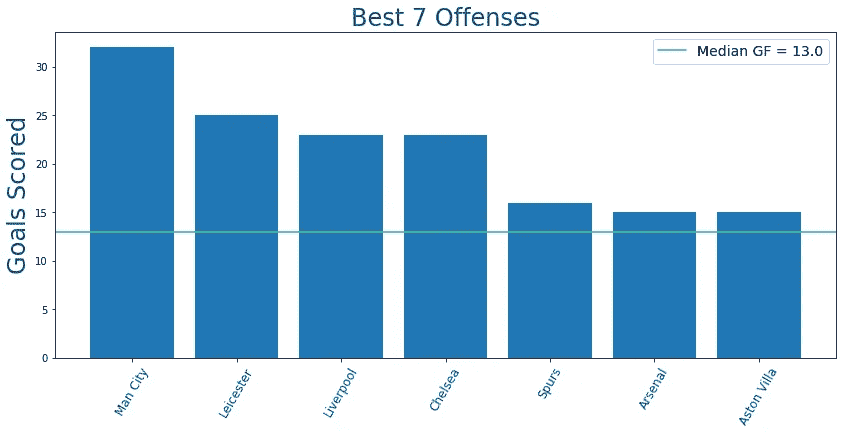 Best 7 Offenses
Median GF = 13.0
Goals Scored
30
25
20
15
10
5
0
Man City
Leicester
Liverpool
Chelsea
Spurs
Arsenal
Aston Villa